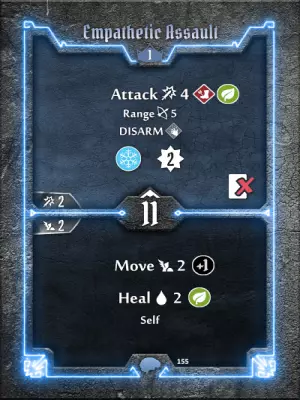 Empathetic Assault
1
Attack 4
Range 5
DISARM
2
2
11
2
Move 2 +1
Heal 2
Self
155